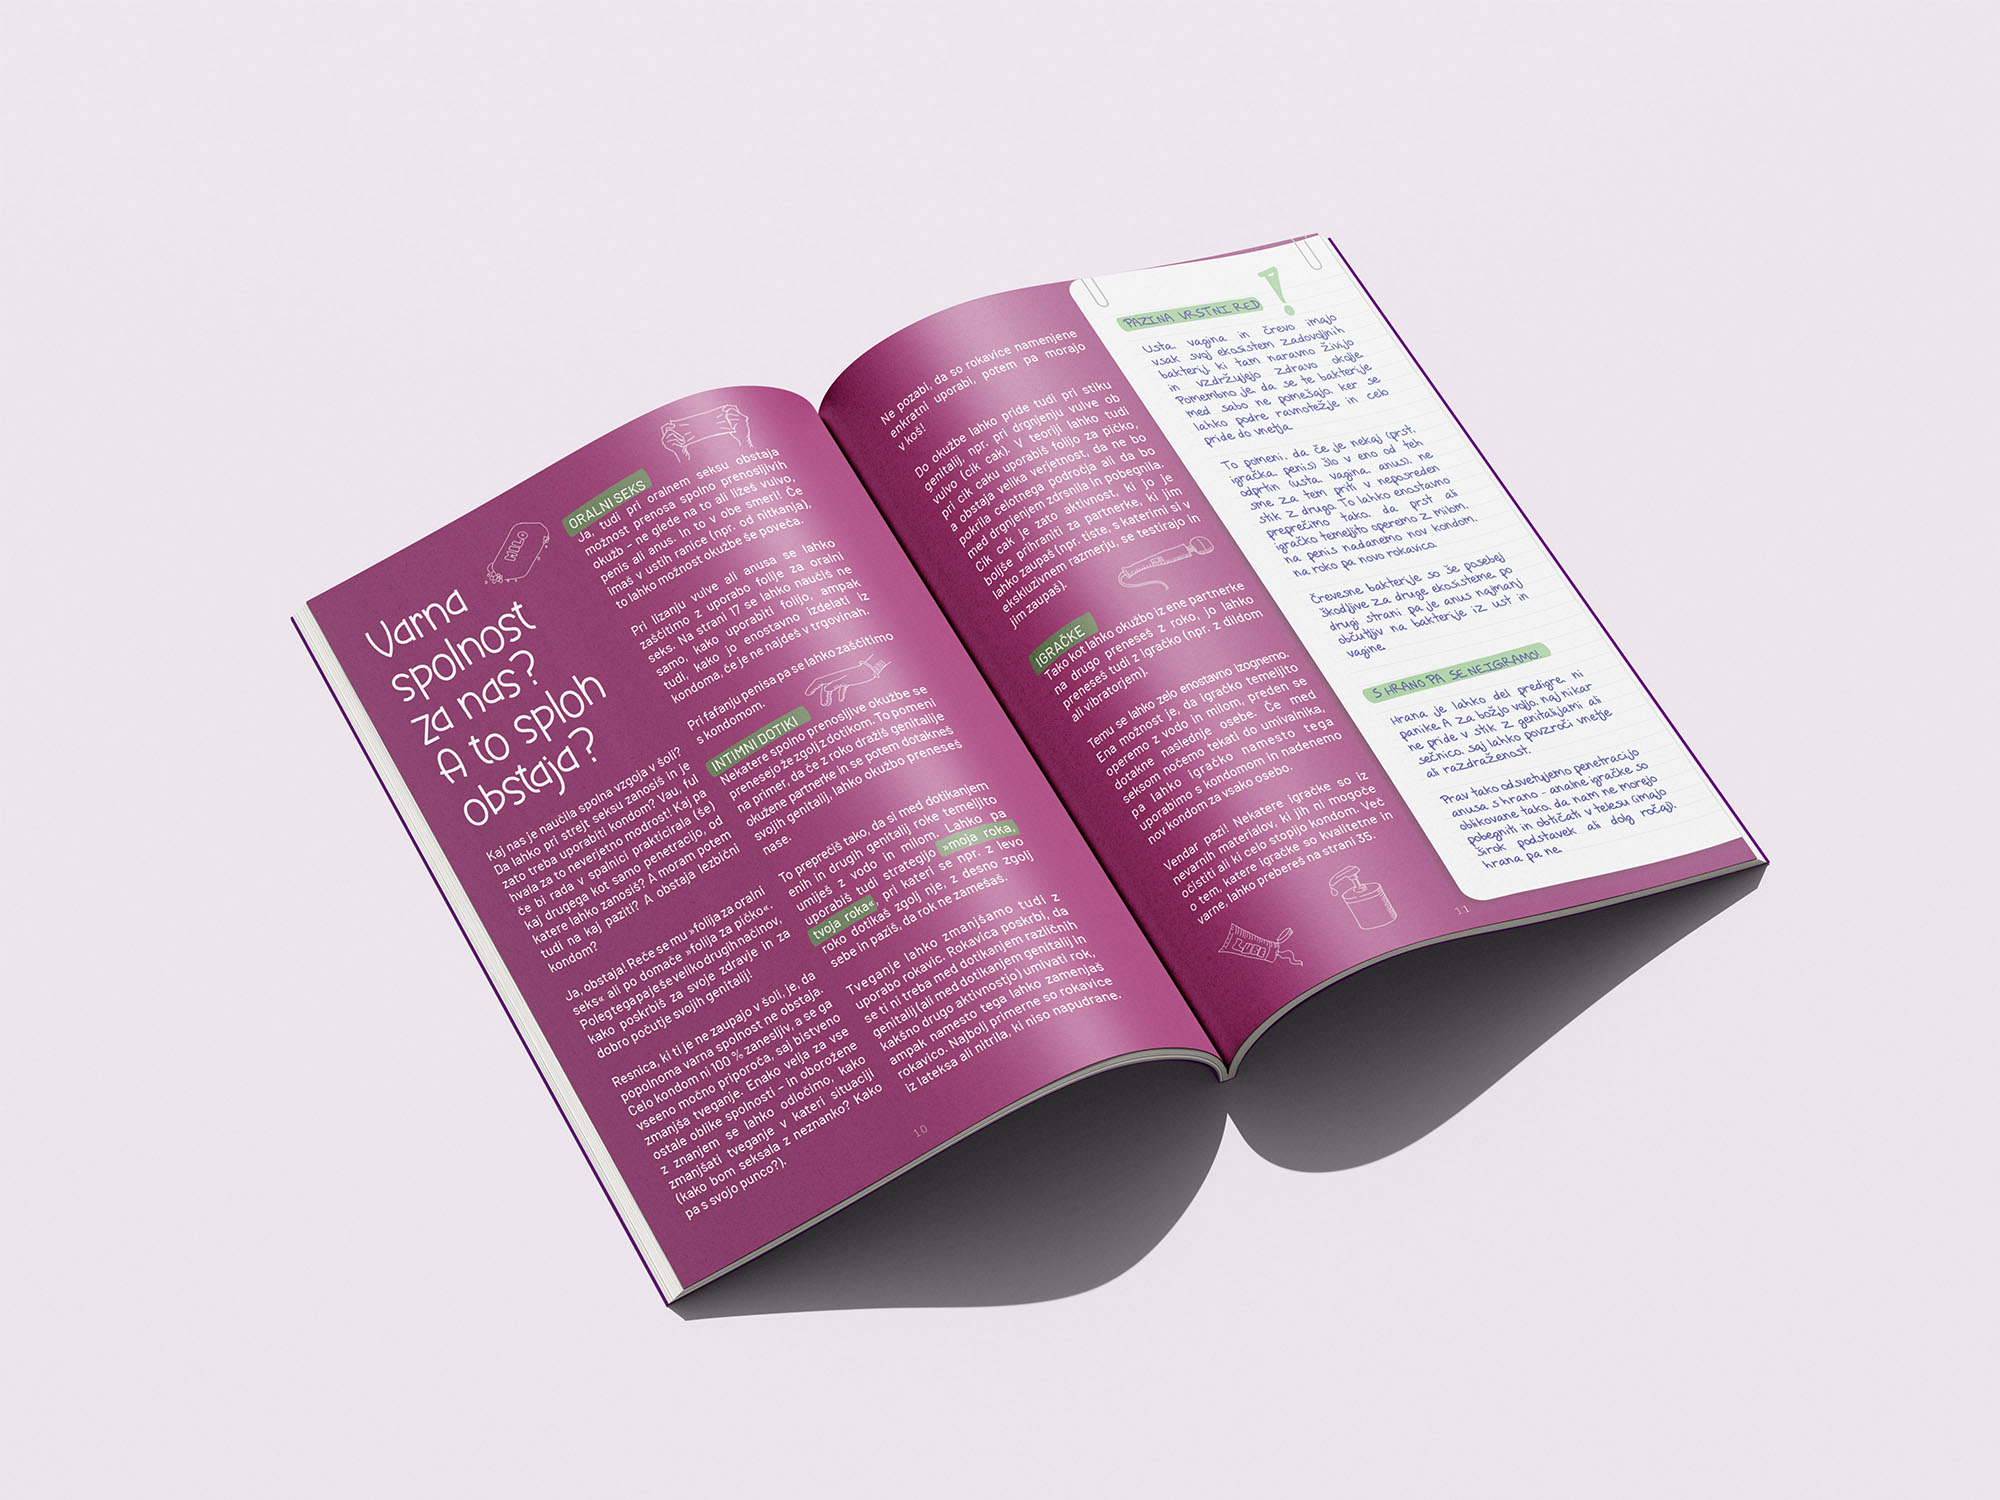 Varna
spolnost
za nas?
A to sploh
obstaja?
MILO
Kaj nas je naučila spolna vzgoja v šoli?
Da lahko pri strejt seksu zanosiš in je
zato treba uporabiti kondom? Vau, ful
hvala za to neverjetno modrost! Kaj pa
če bi rada v spalnici prakticirala (še)
kaj drugega kot samo penetracijo, od
katere lahko zanosiš? A moram potem
tudi na kaj paziti? A obstaja lezbični
kondom?
Ja, obstaja! Reče se mu »folija za oralni
seks« ali po domače »folija za pičko«.
Poleg tega pa je še veliko drugih načinov,
kako poskrbiš za svoje zdravje in za
dobro počutje svojih genitalij!
Resnica, ki ti je ne zaupajo v šoli, je, da
popolnoma varna spolnost ne obstaja.
Celo kondom ni 100 % zanesljiv, a se ga
vseeno močno priporoča, saj bistveno
zmanjša tveganje. Enako velja za vse
ostale oblike spolnosti – in oborožene
z znanjem se lahko odločimo, kako
zmanjšati tveganje v kateri situaciji
(kako bom seksala z neznanko? Kako
pa s svojo punco?).
ORALNI SEKS
Ja, tudi pri oralnem seksu obstaja
možnost prenosa spolno prenosljivih
okužb – ne glede na to ali ližeš vulvo,
penis ali anus. In to v obe smeri! Če
imaš v ustih ranice (npr. od nitkanja),
to lahko možnost okužbe še poveča.
Pri lizanju vulve ali anusa se lahko
zaščitimo z uporabo folije za oralni
seks. Na strani 17 se lahko naučiš ne
samo, kako uporabiti folijo, ampak
tudi, kako jo enostavno izdelati iz
kondoma, če je ne najdeš v trgovinah.
Pri fafanju penisa pa se lahko zaščitimo
s kondomom.
INTIMNI DOTIKI
Nekatere spolno prenosljive okužbe se
prenesejo že zgolj z dotikom. To pomeni
na primer, da če z roko dražiš genitalije
okužene partnerke in se potem dotakneš
svojih genitalij, lahko okužbo preneseš
nase.
To preprečiš tako, da si med dotikanjem
enih in drugih genitalij roke temeljito
umiješ z vodo in milom. Lahko pa
uporabiš tudi strategijo »moja roka,
tvoja roka«, pri kateri se npr. z levo
roko dotikaš zgolj nje, z desno zgolj
sebe in paziš, da rok ne zamešaš.
Tveganje lahko zmanjšamo tudi z
uporabo rokavic. Rokavica poskrbi, da
se ti ni treba med dotikanjem različnih
genitalij (ali med dotikanjem genitalij in
kakšno drugo aktivnostjo) umivati rok,
ampak namesto tega lahko zamenjaš
rokavico. Najbolj primerne so rokavice
iz lateksa ali nitrila, ki niso napudrane.
10
Ne pozabi, da so rokavice namenjene
enkratni uporabi, potem pa morajo
v koš!
Do okužbe lahko pride tudi pri stiku
genitalij, npr. pri drgnjenju vulve ob
vulvo (cik cak). V teoriji lahko tudi
pri cik caku uporabiš folijo za pičko,
a obstaja velika verjetnost, da ne bo
pokrila celotnega področja ali da bo
med drgnjenjem zdrsnila in pobegnila.
Cik cak je zato aktivnost, ki jo je
boljše prihraniti za partnerke, ki jim
lahko zaupaš (npr. tiste, s katerimi si v
ekskluzivnem razmerju, se testirajo in
jim zaupaš).
IGRAČKE
Tako kot lahko okužbo iz ene partnerke
na drugo preneseš z roko, jo lahko
preneseš tudi z igračko (npr. z dildom
ali vibratorjem).
Temu se lahko zelo enostavno izognemo.
Ena možnost je, da igračko temeljito
operemo z vodo in milom, preden se
dotakne naslednje osebe. Če med
seksom nočemo tekati do umivalnika,
pa lahko igračko namesto tega
uporabimo s kondomom in nadenemo
nov kondom za vsako osebo.
Vendar pazi! Nekatere igračke so iz
nevarnih materialov, ki jih ni mogoče
očistiti ali ki celo stopijo kondom. Več
o tem, katere igračke so kvalitetne in
varne, lahko prebereš na strani 35.
LUBE
11
PAZI NA VRSTNI RED !
Usta, vagina in črevo imajo
vsak svoj ekosistem zadovoljnih
bakterij, ki tam naravno živijo
in vzdržujejo zdravo okolje.
Pomembno je, da se te bakterije
med sabo ne pomešajo, ker se
lahko podre ravnotežje in celo
pride do vnetja.
To pomeni, da če je nekaj (prst,
igračka, penis) šlo v eno od teh
odprtin (usta, vagina, anus), ne
sme za tem priti v neposreden
stik z drugo. To lahko enostavno
preprečimo tako, da prst ali
igračko temeljito operemo z milom,
na penis nadanemo nov kondom,
na roko pa novo rokavico.
Črevesne bakterije so še posebej
škodljive za druge ekosisteme, po
drugi strani pa je anus najmanj
občutljiv na bakterije iz ust in
vagine.
S HRANO PA SE NE IGRAMO!
Hrana je lahko del predigre, ni
panike. A za božjo voljo, naj nikar
ne pride v stik z genitalijami ali
sečnico, saj lahko povzroči vnetje
ali razdraženost.
Prav tako odsvetujemo penetracijo
anusa s hrano – analne igračke so
oblikovane tako, da nam ne morejo
pobegniti in obtičati v telesu (imajo
širok podstavek ali dolg ročaj),
hrana pa ne.